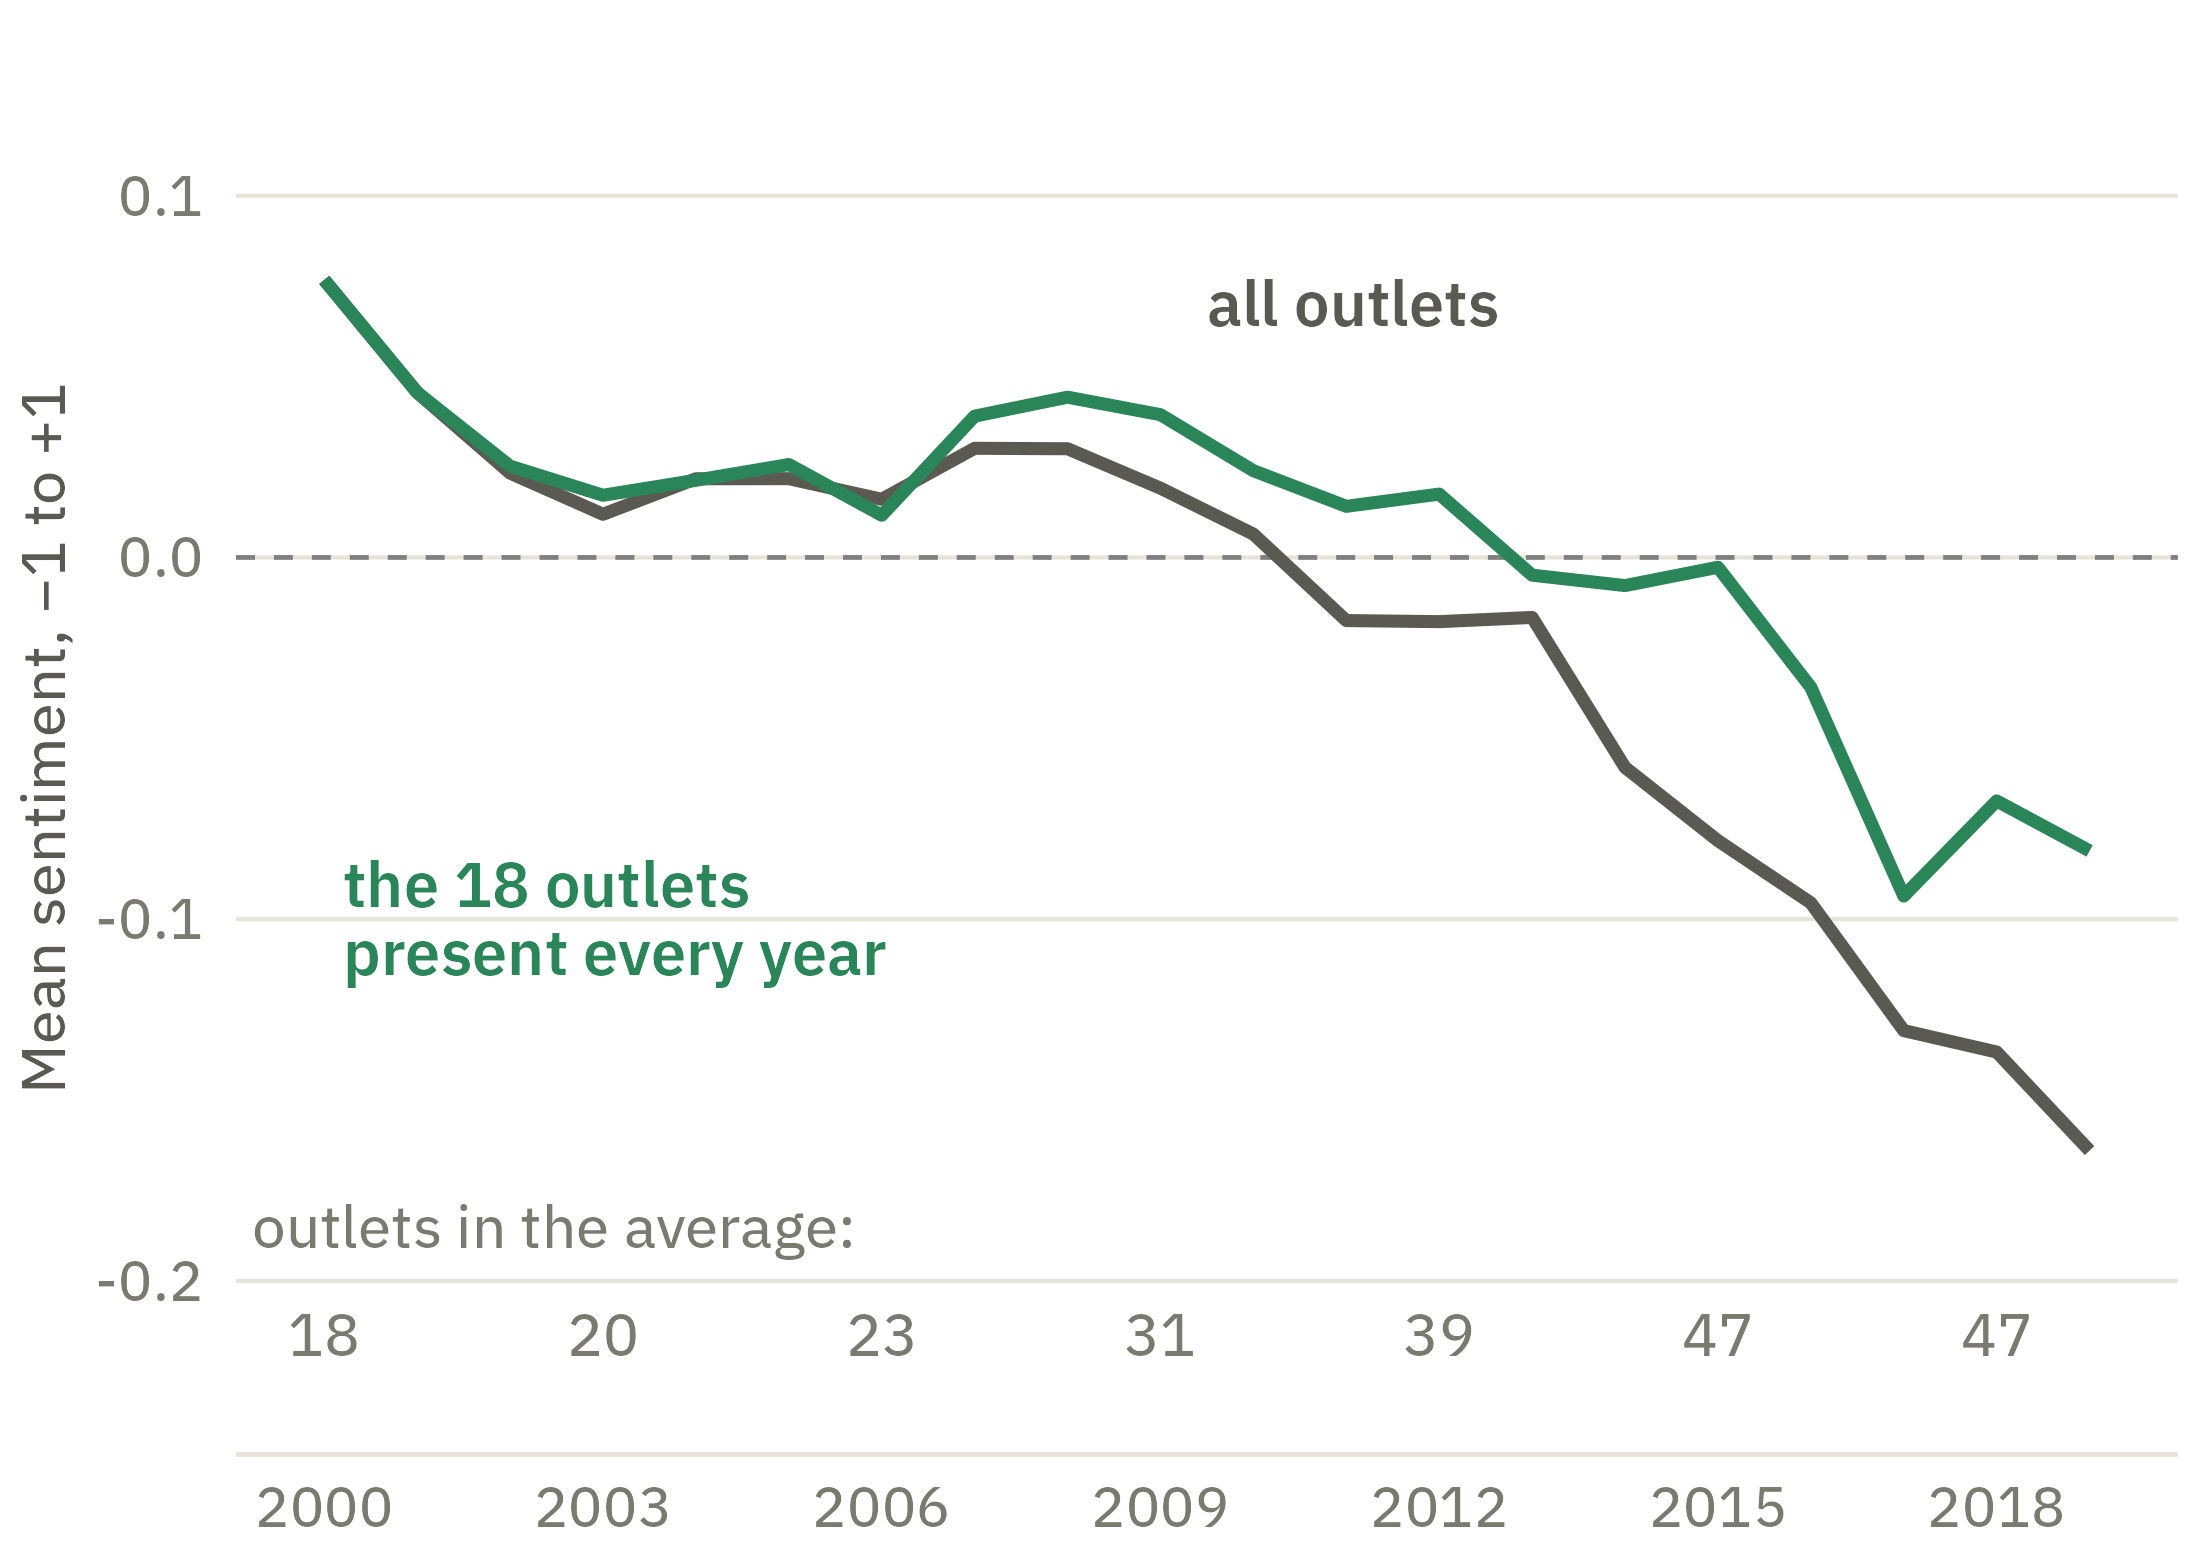 Mean sentiment, −1 to +1
0.1
0.0
-0.1
-0.2
all outlets
the 18 outlets
present every year
outlets in the average:
18 20 23 31 39 47 47
2000 2003 2006 2009 2012 2015 2018